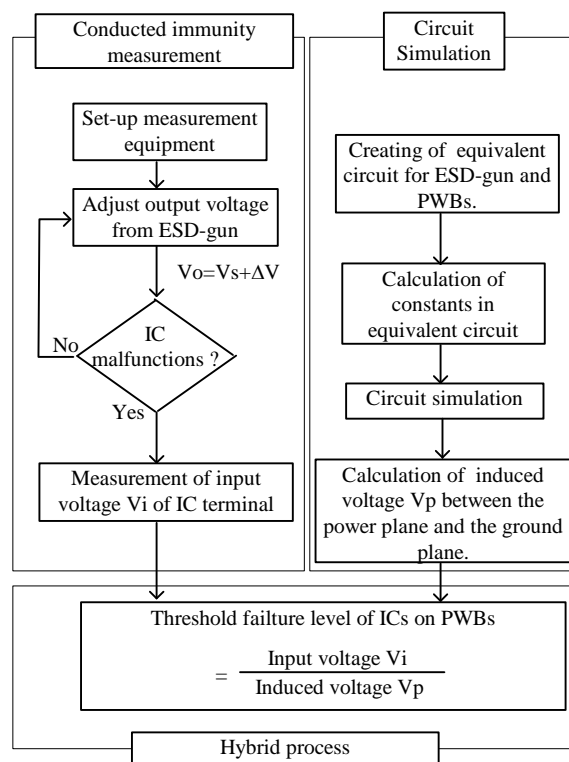 Conducted immunity
measurement
Set-up measurement
equipment
Adjust output voltage
from ESD-gun
Vo=Vs+ΔV
IC
malfunctions ?
No
Yes
Measurement of input
voltage Vi of IC terminal
Circuit
Simulation
Creating of equivalent
circuit for ESD-gun and
PWBs.
Calculation of
constants in
equivalent circuit
Circuit simulation
Calculation of induced
voltage Vp between the
power plane and the ground
plane.
Threshold failture level of ICs on PWBs
= Input voltage Vi
Induced voltage Vp
Hybrid process